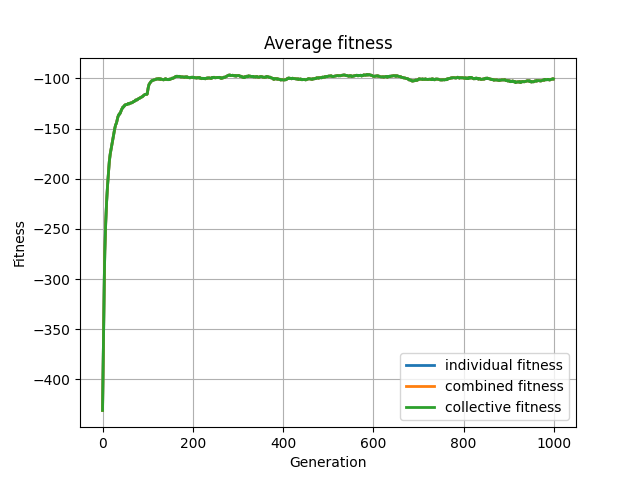 Average fitness
Fitness
−100
−150
−200
−250
−300
−350
−400
individual fitness
combined fitness
collective fitness
0
200
400
600
800
1000
Generation